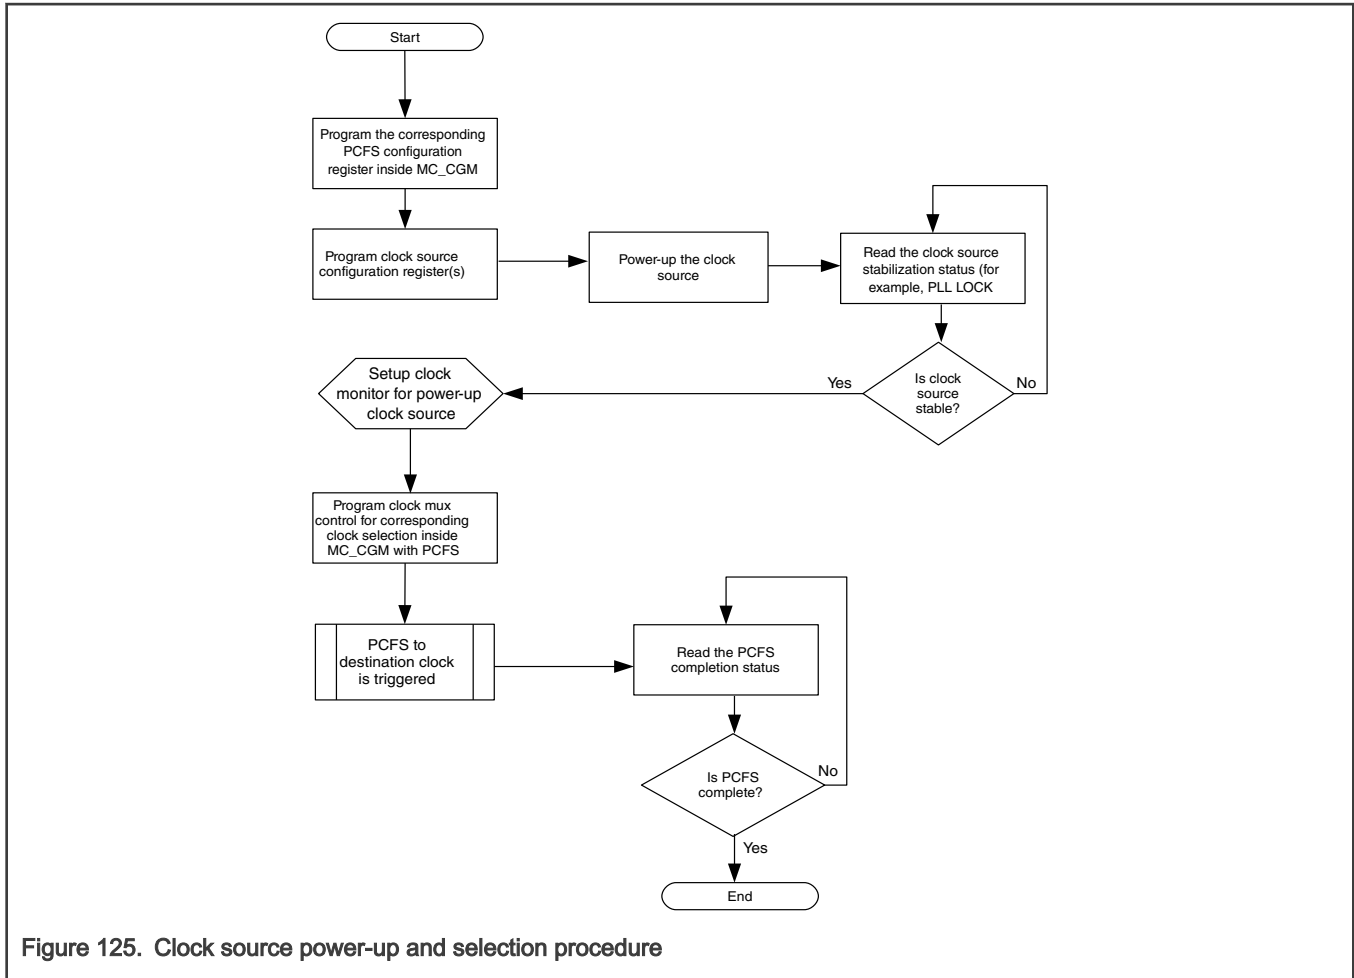 Start
Program the corresponding
PCFS configuration
register inside MC_CGM
Program clock source
configuration register(s)
Power-up the clock
source
Read the clock source
stabilization status (for
example, PLL LOCK
Is clock
source
stable?
Yes
No
Setup clock
monitor for power-up
clock source
Program clock mux
control for corresponding
clock selection inside
MC_CGM with PCFS
PCFS to
destination clock
is triggered
Read the PCFS
completion status
Is PCFS
complete?
No
Yes
End
Figure 125. Clock source power-up and selection procedure